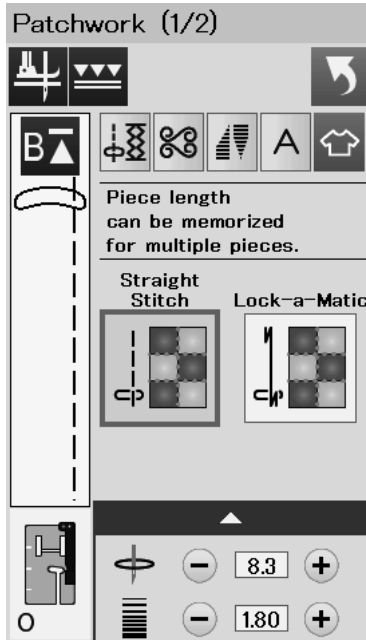 Patchwork (1/2)
B
A
Piece length
can be memorized
for multiple pieces.
Straight
Stitch
Lock-a-Matic
8.3
1.80
O